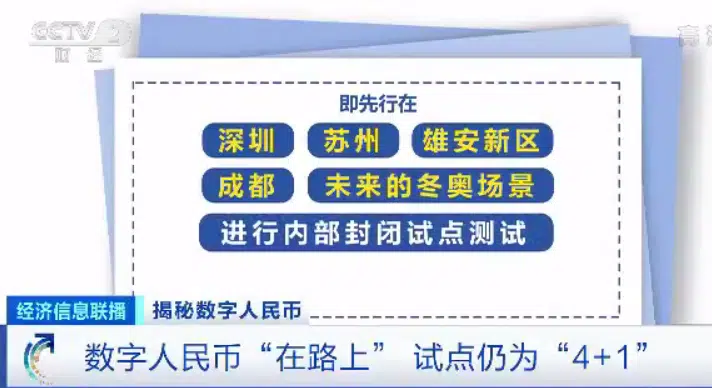 CCTV 2
财经
高清
即先行在
深圳 苏州 雄安新区
成都 未来的冬奥场景
进行内部封闭试点测试
经济信息联播 揭秘数字人民币
数字人民币“在路上” 试点仍为“4+1”